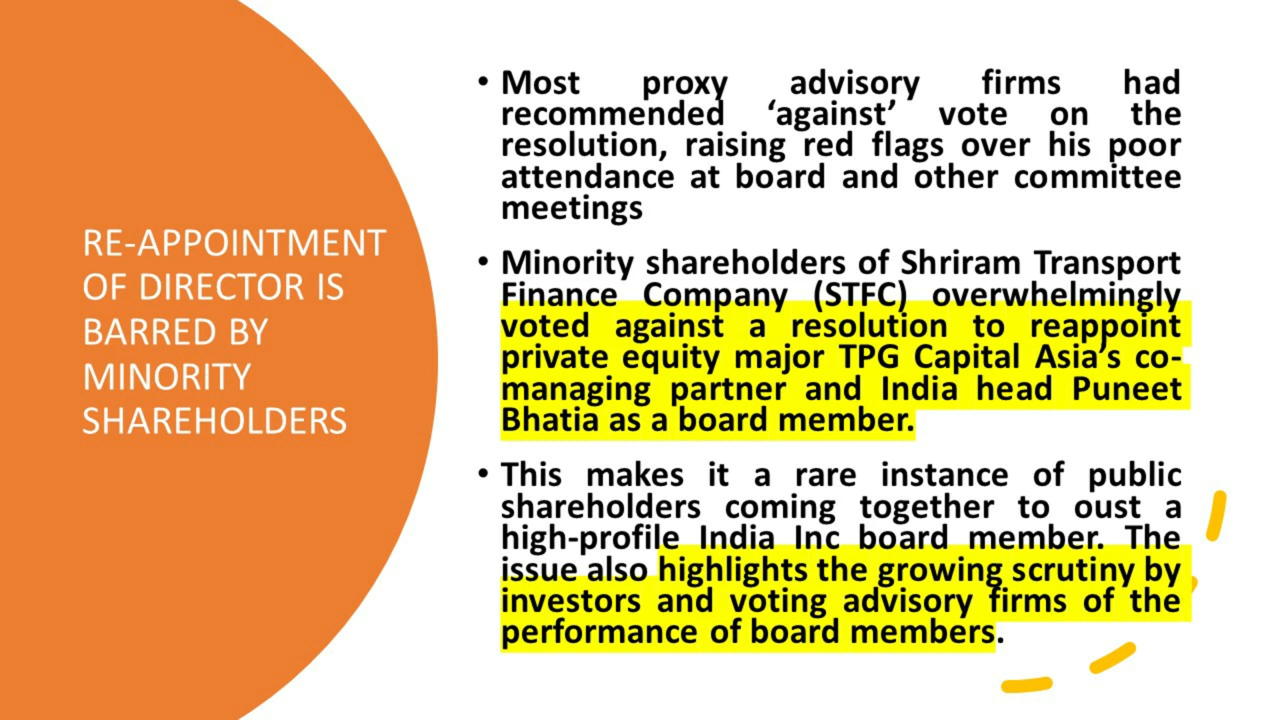 RE-APPOINTMENT
OF DIRECTOR IS
BARRED BY
MINORITY
SHAREHOLDERS
• Most proxy advisory firms had
recommended ‘against’ vote on the
resolution, raising red flags over his poor
attendance at board and other committee
meetings
• Minority shareholders of Shriram Transport
Finance Company (STFC) overwhelmingly
voted against a resolution to reappoint
private equity major TPG Capital Asia’s co-
managing partner and India head Puneet
Bhatia as a board member.
• This makes it a rare instance of public
shareholders coming together to oust a
high-profile India Inc board member. The
issue also highlights the growing scrutiny by
investors and voting advisory firms of the
performance of board members.